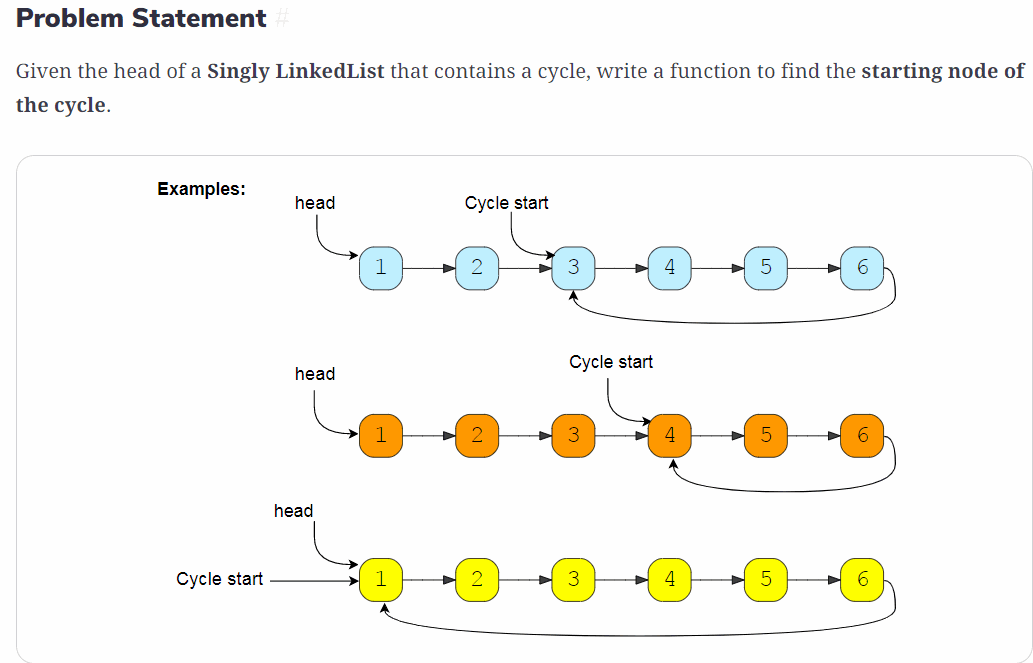 Problem Statement #
Given the head of a Singly LinkedList that contains a cycle, write a function to find the starting node of
the cycle.
Examples:
head
Cycle start
1 2 3 4 5 6
Cycle start
head
1 2 3 4 5 6
head
Cycle start
1 2 3 4 5 6